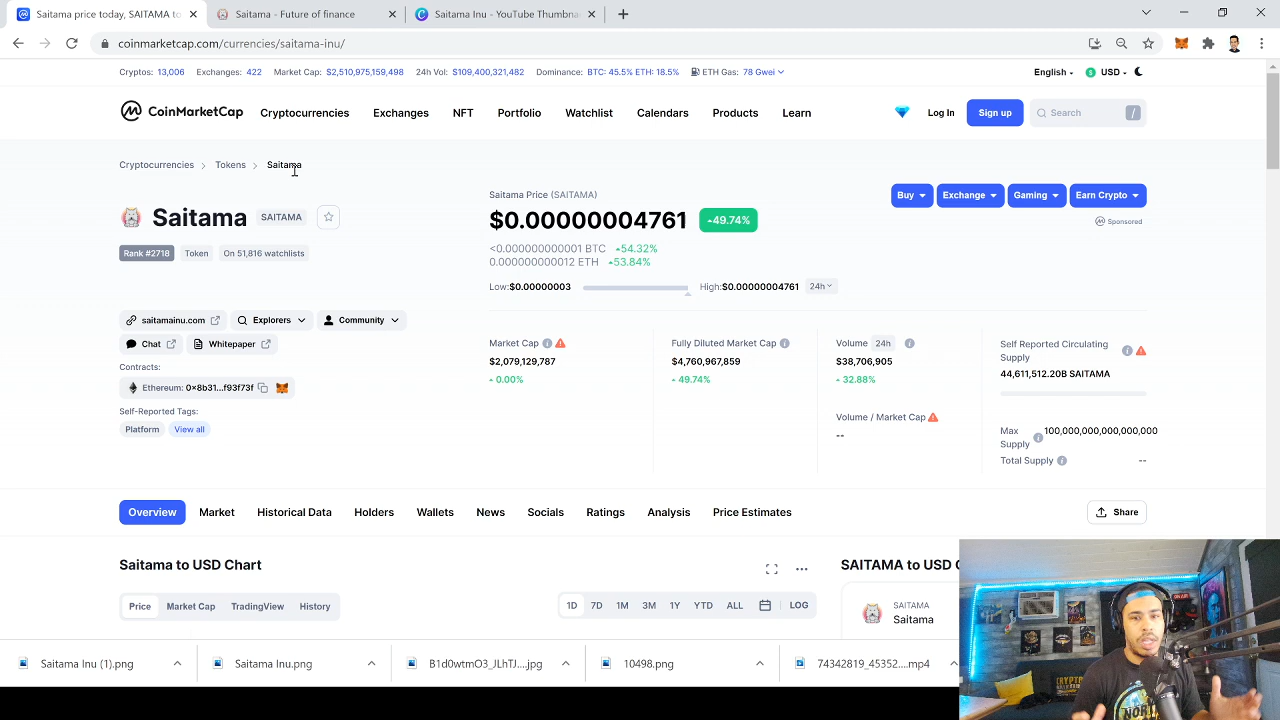 Saitama price today, SAITAMA to
Saitama - Future of finance
Saitama Inu - YouTube Thumbna
coinmarketcap.com/currencies/saitama-inu/
Cryptos: 13,006 Exchanges: 422 Market Cap: $2,510,975,159,498 24h Vol: $109,400,321,482 Dominance: BTC: 45.5% ETH: 18.5% ETH Gas: 78 Gwei
English
USD
CoinMarketCap
Cryptocurrencies Exchanges NFT Portfolio Watchlist Calendars Products Learn
Log In
Sign up
Search /
Cryptocurrencies > Tokens > Saitama
Saitama SAITAMA
Rank #2718 Token On 51,816 watchlists
saitamainu.com Explorers Community
Chat Whitepaper
Contracts:
Ethereum: 0x8b31...f93f73f
Self-Reported Tags:
Platform View all
Saitama Price (SAITAMA)
$0.00000004761 49.74%
<0.000000000001 BTC 54.32%
0.000000000012 ETH 53.84%
Low:$0.00000003 High:$0.00000004761 24h
Buy Exchange Gaming Earn Crypto
Sponsored
Market Cap
$2,079,129,787
0.00%
Fully Diluted Market Cap
$4,760,967,859
49.74%
Volume 24h
$38,706,905
32.88%
Volume / Market Cap
--
Self Reported Circulating
Supply
44,611,512.20B SAITAMA
Max
Supply
100,000,000,000,000,000
Total Supply --
Overview Market Historical Data Holders Wallets News Socials Ratings Analysis Price Estimates
Share
Saitama to USD Chart
Price Market Cap TradingView History
1D 7D 1M 3M 1Y YTD ALL LOG
SAITAMA to USD C
SAITAMA
Saitama
Saitama Inu (1).png
Saitama Inu.png
B1d0wtmO3_JLhTJ....jpg
10498.png
74342819_45352....mp4